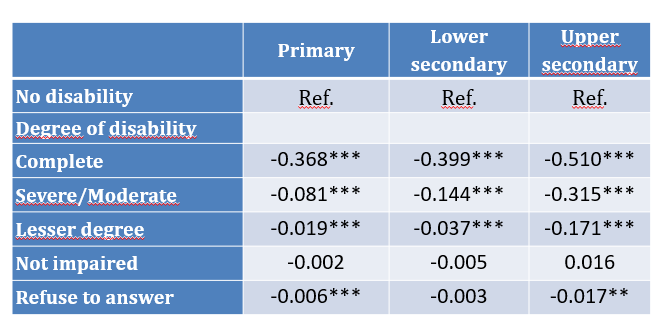 Primary Lower secondary Upper secondary
No disability Ref. Ref. Ref.
Degree of disability
Complete -0.368*** -0.399*** -0.510***
Severe/Moderate -0.081*** -0.144*** -0.315***
Lesser degree -0.019*** -0.037*** -0.171***
Not impaired -0.002 -0.005 0.016
Refuse to answer -0.006*** -0.003 -0.017**